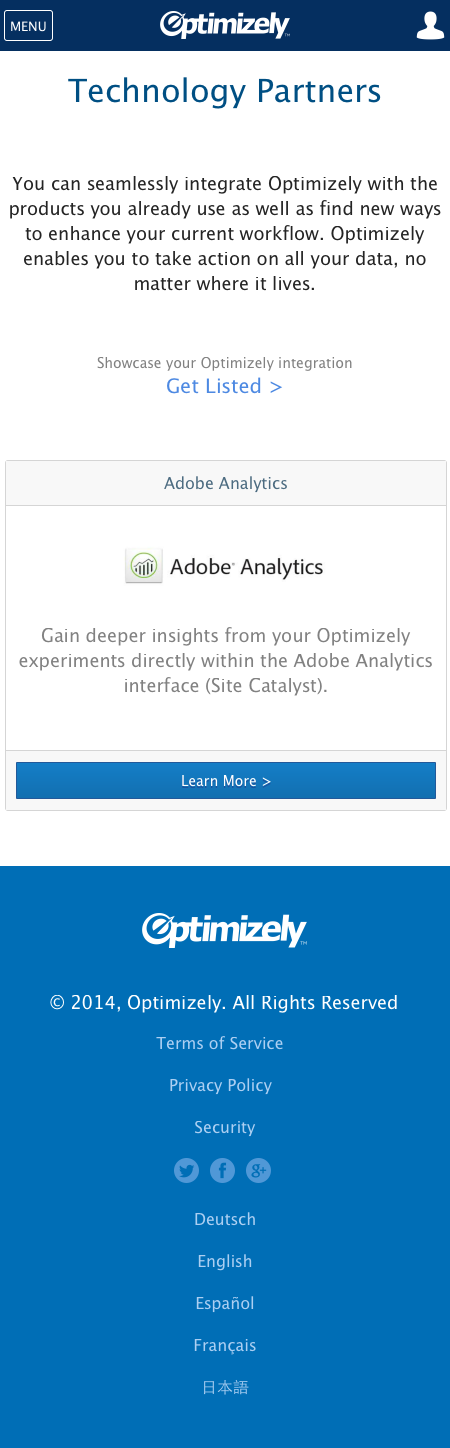 MENU
Optimizely™
Technology Partners
You can seamlessly integrate Optimizely with the
products you already use as well as find new ways
to enhance your current workflow. Optimizely
enables you to take action on all your data, no
matter where it lives.
Showcase your Optimizely integration
Get Listed >
Adobe Analytics
Adobe® Analytics
Gain deeper insights from your Optimizely
experiments directly within the Adobe Analytics
interface (Site Catalyst).
Learn More >
Optimizely™
© 2014, Optimizely. All Rights Reserved
Terms of Service
Privacy Policy
Security
Deutsch
English
Español
Français
日本語